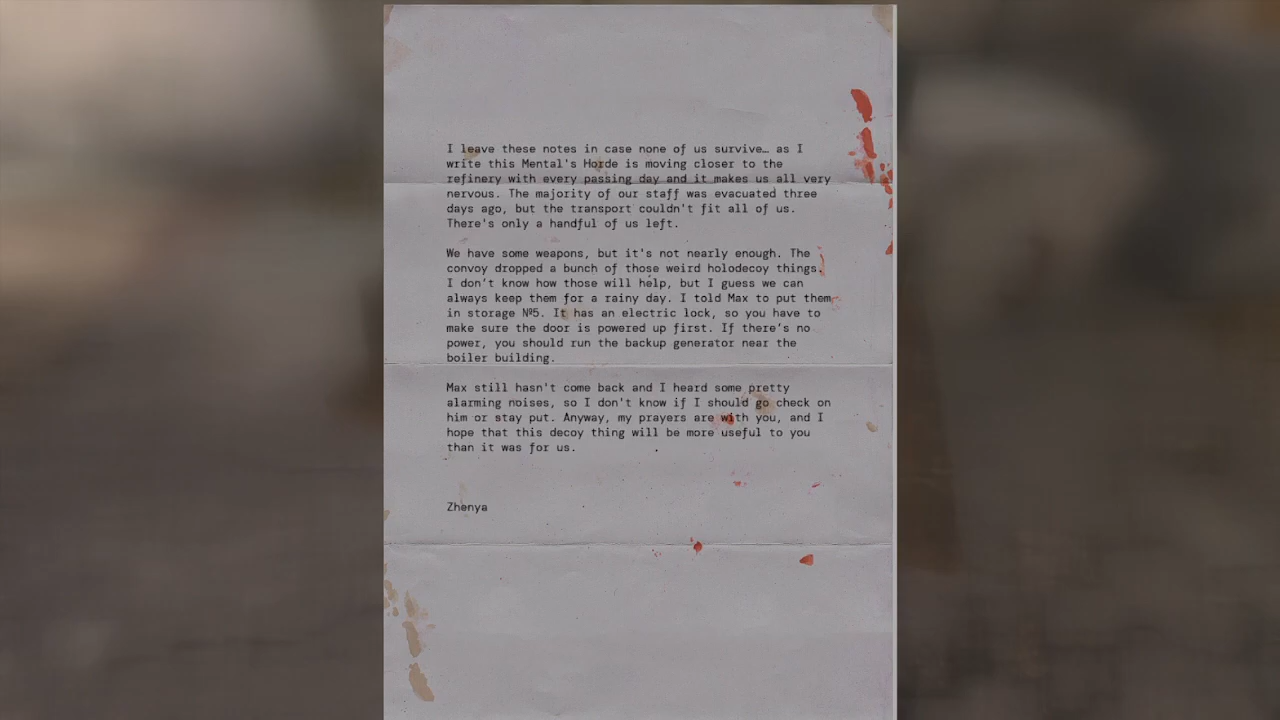 I leave these notes in case none of us survive… as I
write this Mental's Horde is moving closer to the
refinery with every passing day and it makes us all very
nervous. The majority of our staff was evacuated three
days ago, but the transport couldn't fit all of us.
There's only a handful of us left.
We have some weapons, but it's not nearly enough. The
convoy dropped a bunch of those weird holodecoy things.
I don’t know how those will help, but I guess we can
always keep them for a rainy day. I told Max to put them
in storage №5. It has an electric lock, so you have to
make sure the door is powered up first. If there’s no
power, you should run the backup generator near the
boiler building.
Max still hasn't come back and I heard some pretty
alarming noises, so I don't know if I should go check on
him or stay put. Anyway, my prayers are with you, and I
hope that this decoy thing will be more useful to you
than it was for us.
Zhenya